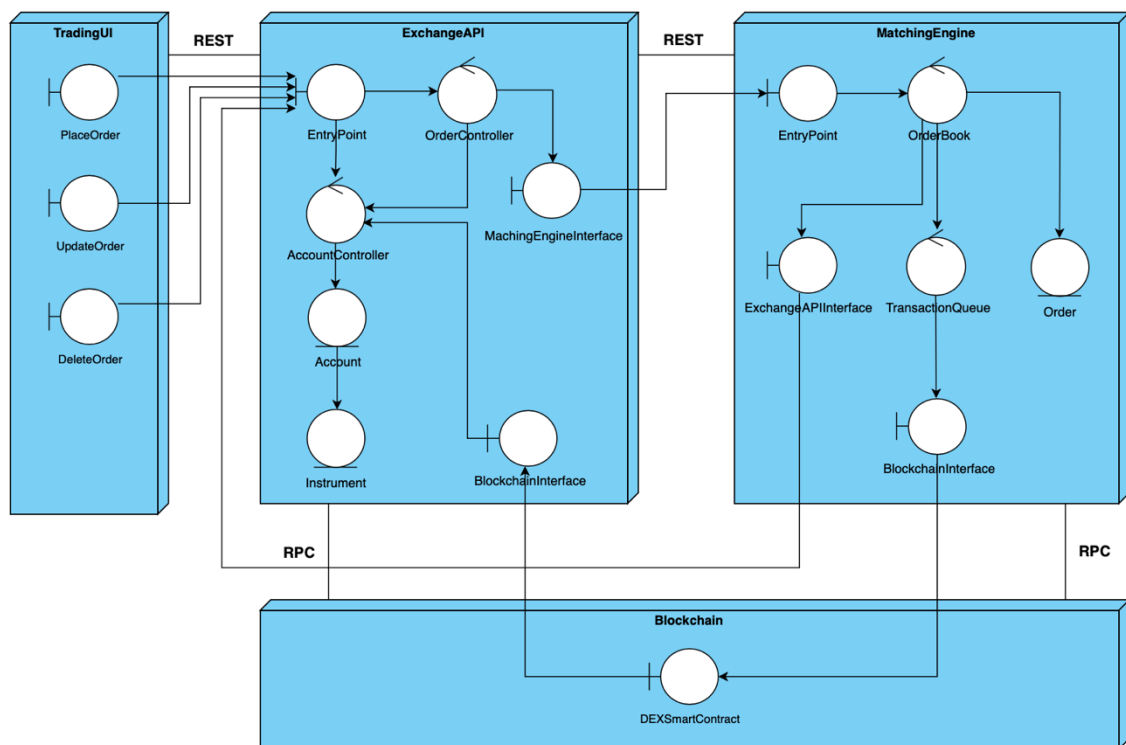 TradingUI
REST
ExchangeAPI
REST
MatchingEngine
PlaceOrder
EntryPoint
OrderController
EntryPoint
OrderBook
UpdateOrder
AccountController
MachingEngineInterface
DeleteOrder
Account
ExchangeAPIInterface
TransactionQueue
Order
Instrument
BlockchainInterface
BlockchainInterface
RPC
RPC
Blockchain
DEXSmartContract